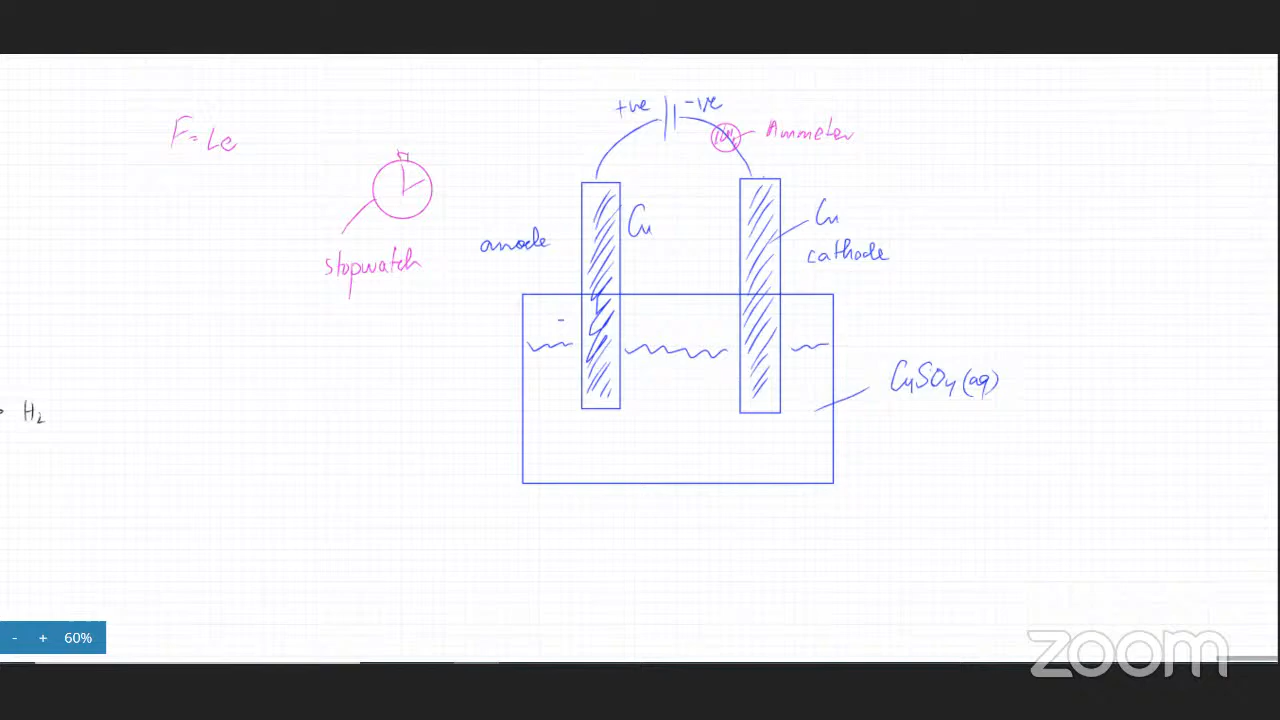 +ve -ve
F=Le
Ammeter
Cu
Cu
anode
cathode
stopwatch
CuSO4(aq)
H2
- + 60%
zoom